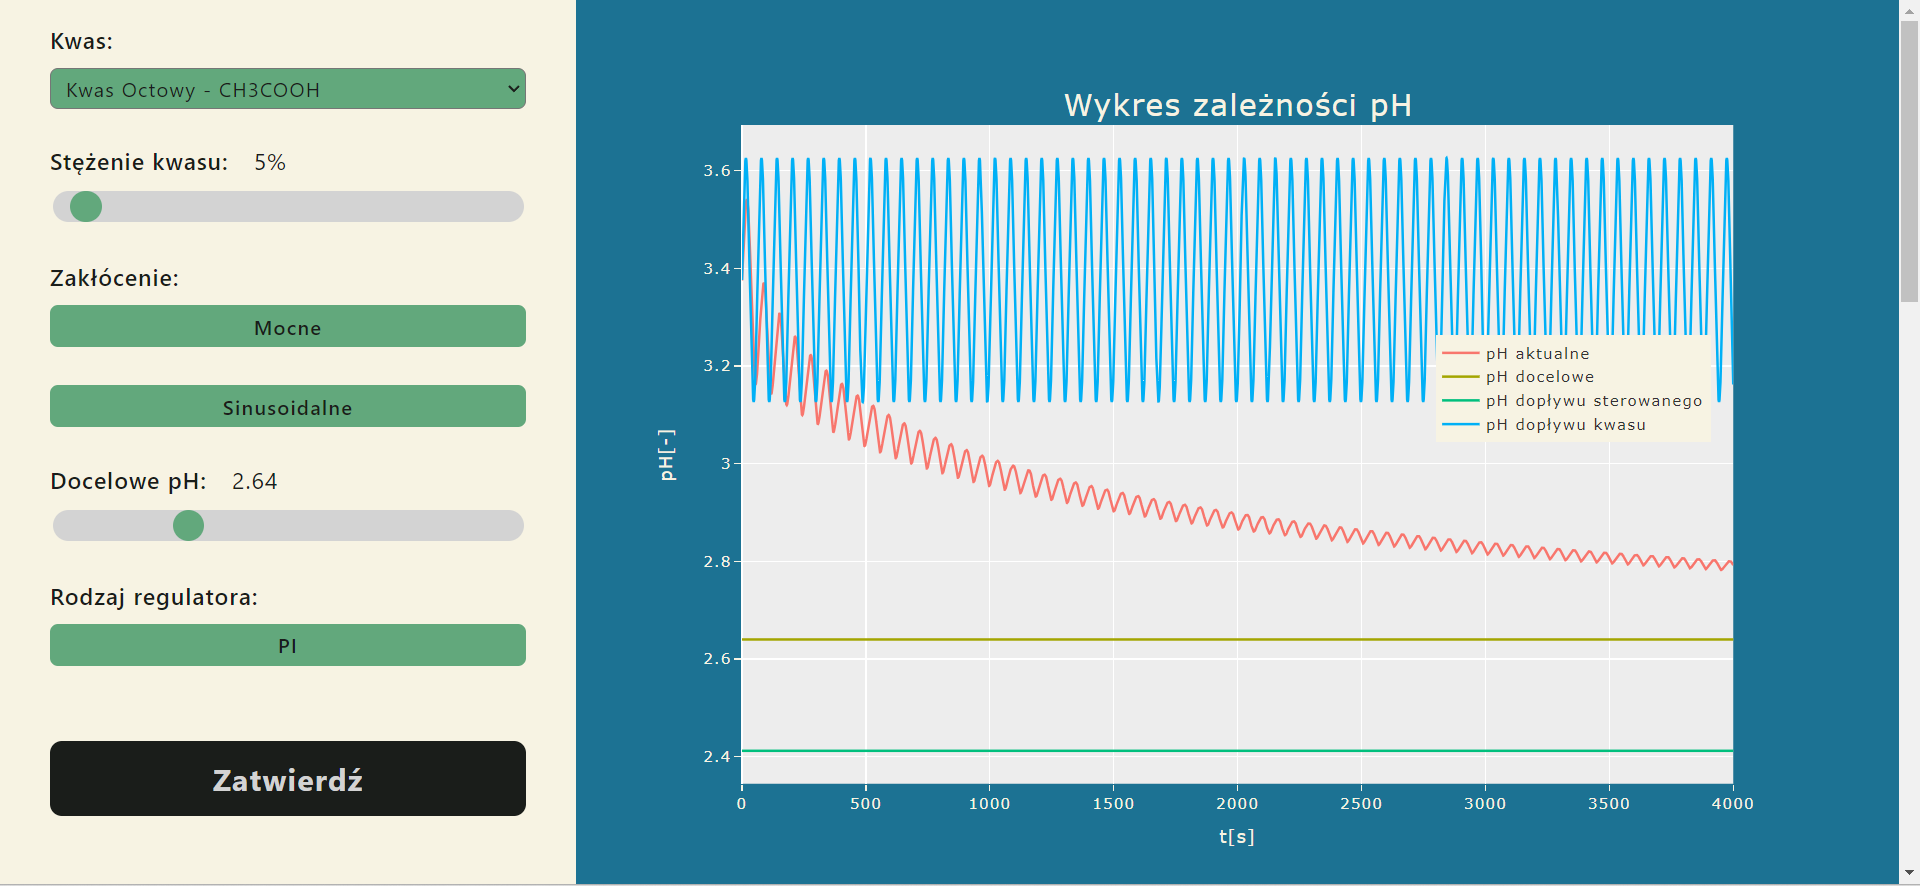 Kwas:
Kwas Octowy - CH3COOH
Stężenie kwasu: 5%
Zakłócenie:
Mocne
Sinusoidalne
Docelowe pH: 2.64
Rodzaj regulatora:
PI
Zatwierdź
Wykres zależności pH
3.6
3.4
3.2
3
2.8
2.6
2.4
pH[-]
pH aktualne
pH docelowe
pH dopływu sterowanego
pH dopływu kwasu
0 500 1000 1500 2000 2500 3000 3500 4000
t[s]